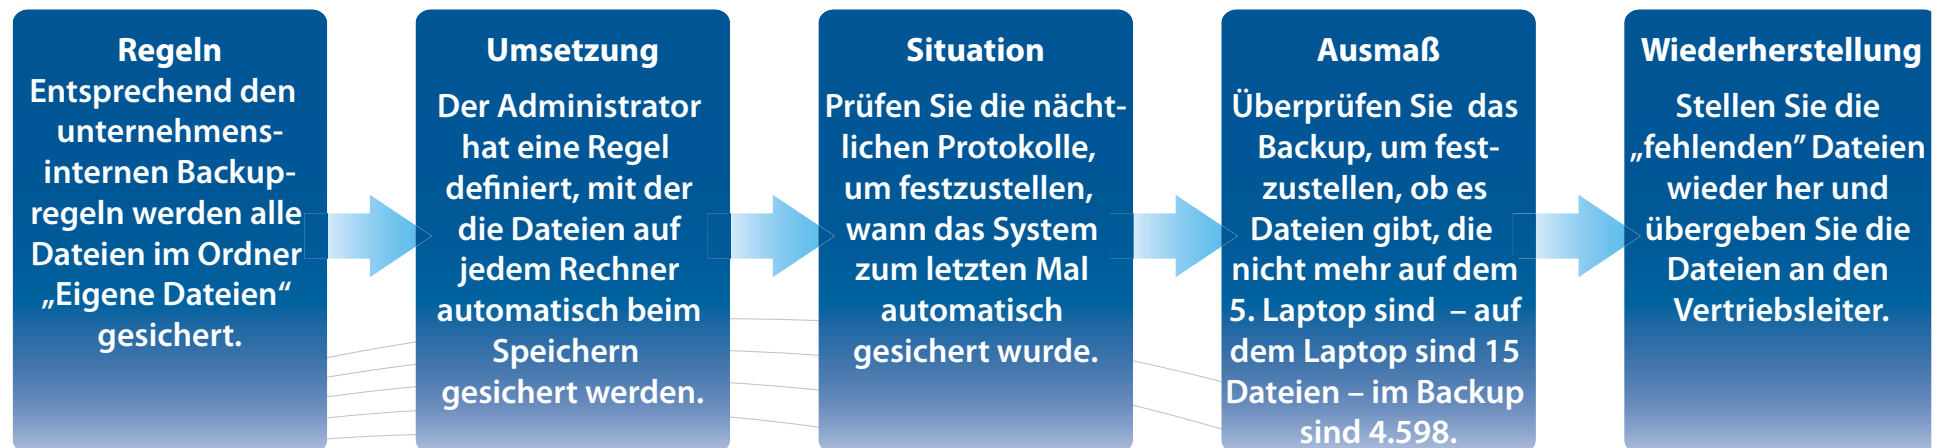 Regeln
Entsprechend den
unternehmens-
internen Backup-
regeln werden alle
Dateien im Ordner
„Eigene Dateien“
gesichert.
Umsetzung
Der Administrator
hat eine Regel
definiert, mit der
die Dateien auf
jedem Rechner
automatisch beim
Speichern
gesichert werden.
Situation
Prüfen Sie die nächt-
lichen Protokolle,
um festzustellen,
wann das System
zum letzten Mal
automatisch
gesichert wurde.
Ausmaß
Überprüfen Sie das
Backup, um fest-
zustellen, ob es
Dateien gibt, die
nicht mehr auf dem
5. Laptop sind – auf
dem Laptop sind 15
Dateien – im Backup
sind 4.598.
Wiederherstellung
Stellen Sie die
„fehlenden” Dateien
wieder her und
übergeben Sie die
Dateien an den
Vertriebsleiter.